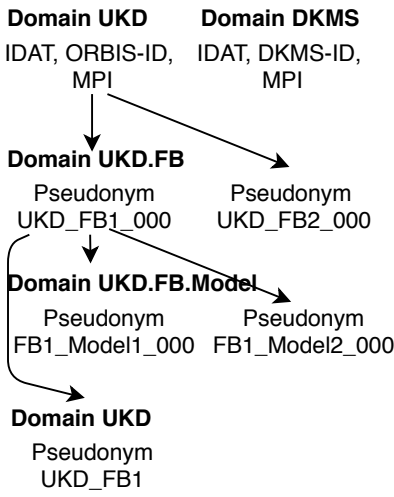 Domain UKD Domain DKMS
IDAT, ORBIS-ID, IDAT, DKMS-ID,
MPI MPI
Domain UKD.FB
Pseudonym Pseudonym
UKD_FB1_000 UKD_FB2_000
Domain UKD.FB.Model
Pseudonym Pseudonym
FB1_Model1_000 FB1_Model2_000
Domain UKD
Pseudonym
UKD_FB1